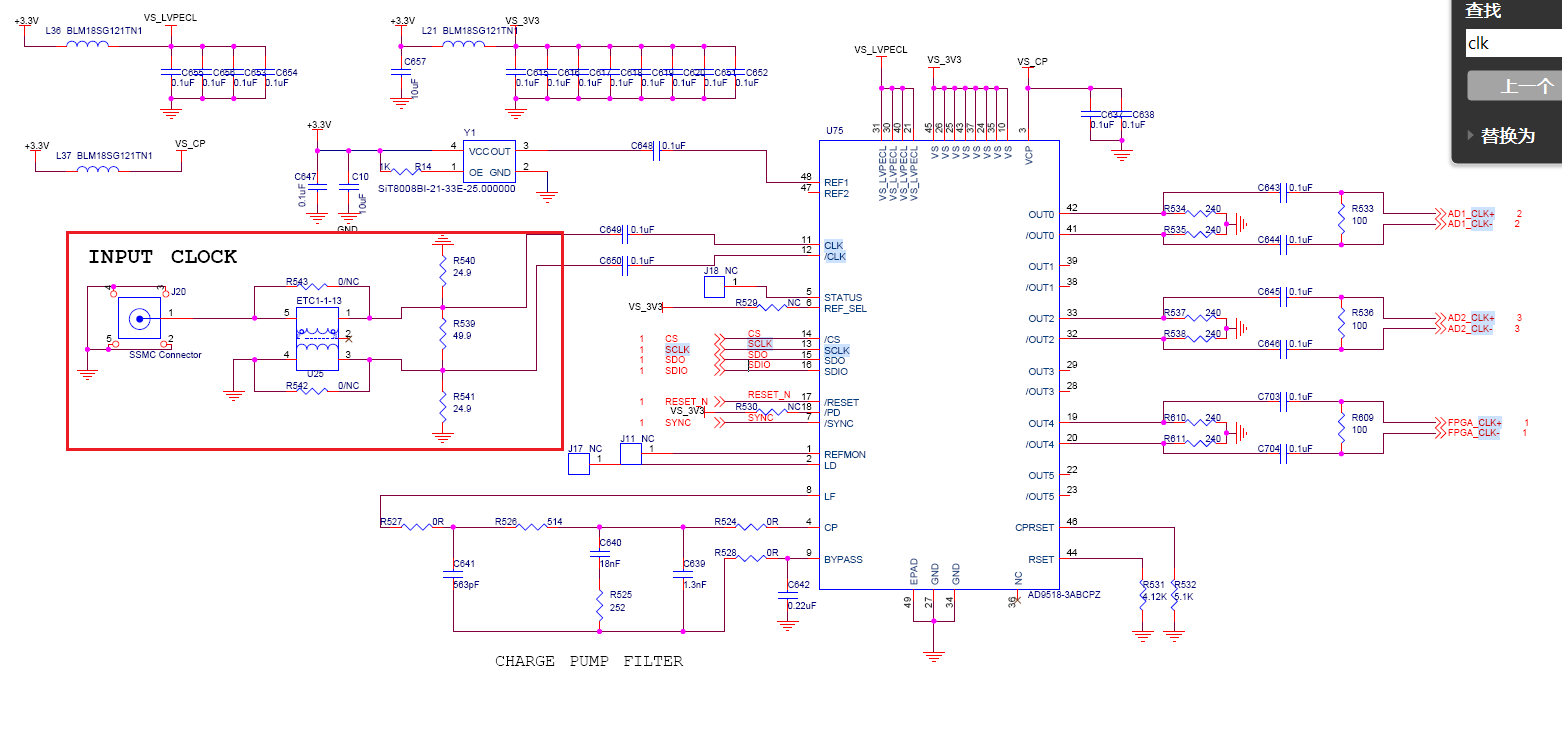 查找
clk
上一个
替换为
+3.3V
L36 BLM18SG121TN1
VS_LVPECL
C655 C656 C653 C654
0.1uF 0.1uF 0.1uF 0.1uF
+3.3V
L21 BLM18SG121TN1
VS_3V3
C657
10uF
C615 C616 C617 C618 C619 C620 C651 C652
0.1uF 0.1uF 0.1uF 0.1uF 0.1uF 0.1uF 0.1uF 0.1uF
+3.3V
L37 BLM18SG121TN1
VS_CP
+3.3V
C647
0.1uF
C10
10uF
GND
1K
R14
Y1
4 VCC OUT 3
1 OE GND 2
SiT8008BI-21-33E-25.000000
C648 0.1uF
VS_LVPECL
VS_3V3
VS_CP
C637 C638
0.1uF 0.1uF
U75
31 30 40 21 45 26 25 43 37 24 35 10 3
VS_LVPECL VS_LVPECL VS_LVPECL VS_LVPECL VS VS VS VS VS VS VS VS VCP
48 REF1
47 REF2
11 CLK
12 /CLK
5 STATUS
6 REF_SEL
14 /CS
13 SCLK
15 SDO
16 SDIO
17 /RESET
18 /PD
7 /SYNC
1 REFMON
2 LD
8 LF
4 CP
9 BYPASS
OUT0 42
/OUT0 41
OUT1 39
/OUT1 38
OUT2 33
/OUT2 32
OUT3 29
/OUT3 28
OUT4 19
/OUT4 20
OUT5 22
/OUT5 23
CPRSET 46
RSET 44
EPAD GND GND NC
49 27 34 36
AD9518-3ABCPZ
INPUT CLOCK
J20
4 3
1
5 2
SSMC Connector
R543 0/NC
ETC1-1-13
5 1
2
4 3
U25
R542 0/NC
R540
24.9
R539
49.9
R541
24.9
C649 0.1uF
C650 0.1uF
J18 NC
1
VS_3V3
R529 NC
1 CS CS
1 SCLK SCLK
1 SDO SDO
1 SDIO SDIO
1 RESET_N RESET_N
VS_3V3
R530 NC
1 SYNC SYNC
J17 NC
1
J11 NC
1
R527 0R
R526 514
R524 0R
C641
563pF
C640
18nF
R525
252
C639
1.3nF
R528 0R
C642
0.22uF
CHARGE PUMP FILTER
C643 0.1uF
R534 240
R535 240
C644 0.1uF
R533
100
AD1_CLK+ 2
AD1_CLK- 2
C645 0.1uF
R537 240
R538 240
C646 0.1uF
R536
100
AD2_CLK+ 3
AD2_CLK- 3
C703 0.1uF
R610 240
R611 240
C704 0.1uF
R609
100
FPGA_CLK+ 1
FPGA_CLK- 1
R531
4.12K
R532
5.1K